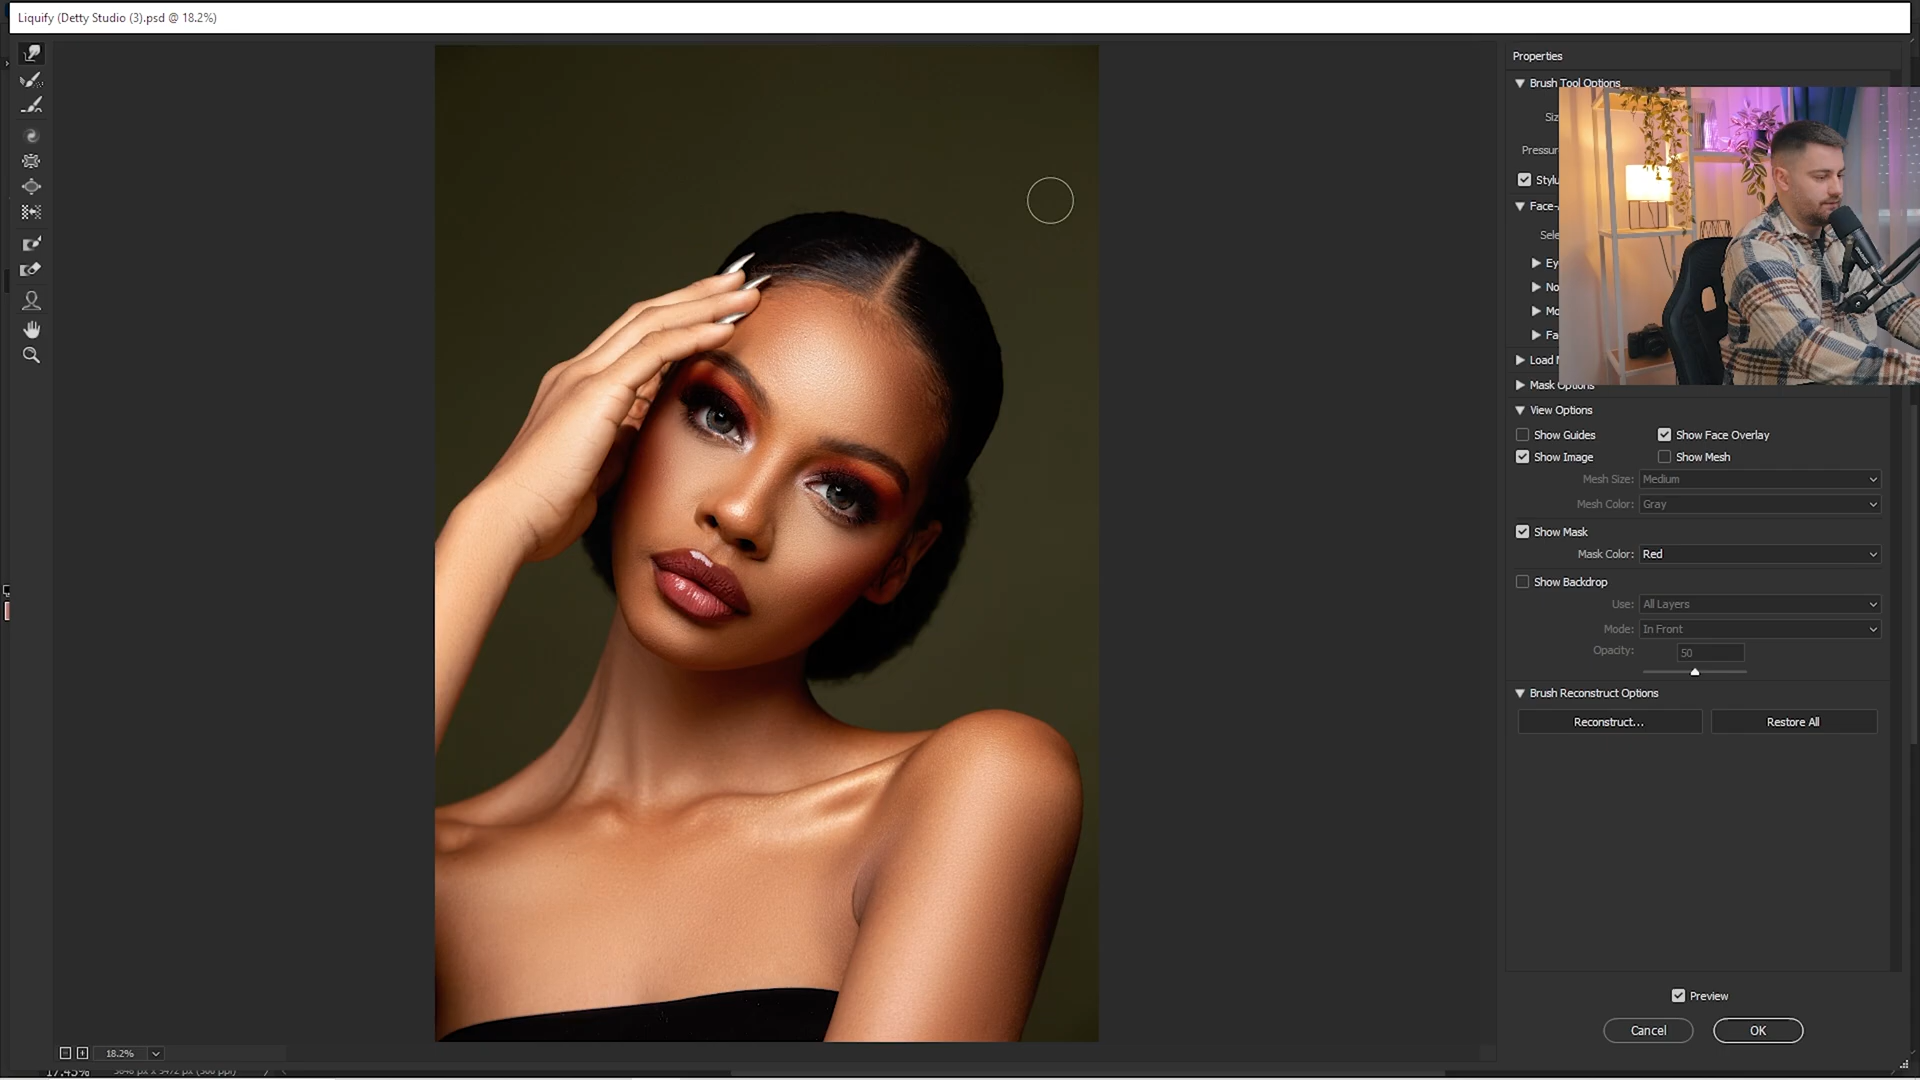 Liquify (Detty Studio (3).psd @ 18.2%)
Properties
Brush Tool Options
Load
Mask Options
View Options
Show Guides
Show Face Overlay
Show Image
Show Mesh
Mesh Size: Medium
Mesh Color: Gray
Show Mask
Mask Color: Red
Show Backdrop
Use: All Layers
Mode: In Front
Opacity: 50
Brush Reconstruct Options
Reconstruct...
Restore All
Preview
Cancel
OK
18.2%